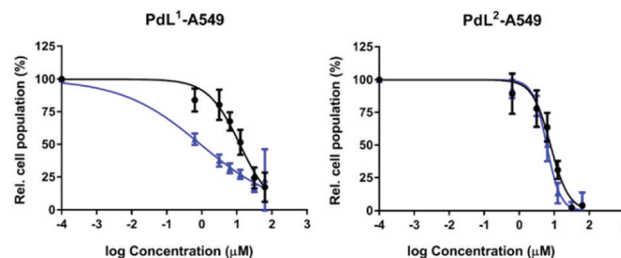 PdL¹-A549
Rel. cell population (%)
125
100
75
50
25
0
-4 -3 -2 -1 0 1 2 3
log Concentration (μM)
PdL²-A549
Rel. cell population (%)
125
100
75
50
25
0
-4 -3 -2 -1 0 1 2 3
log Concentration (μM)